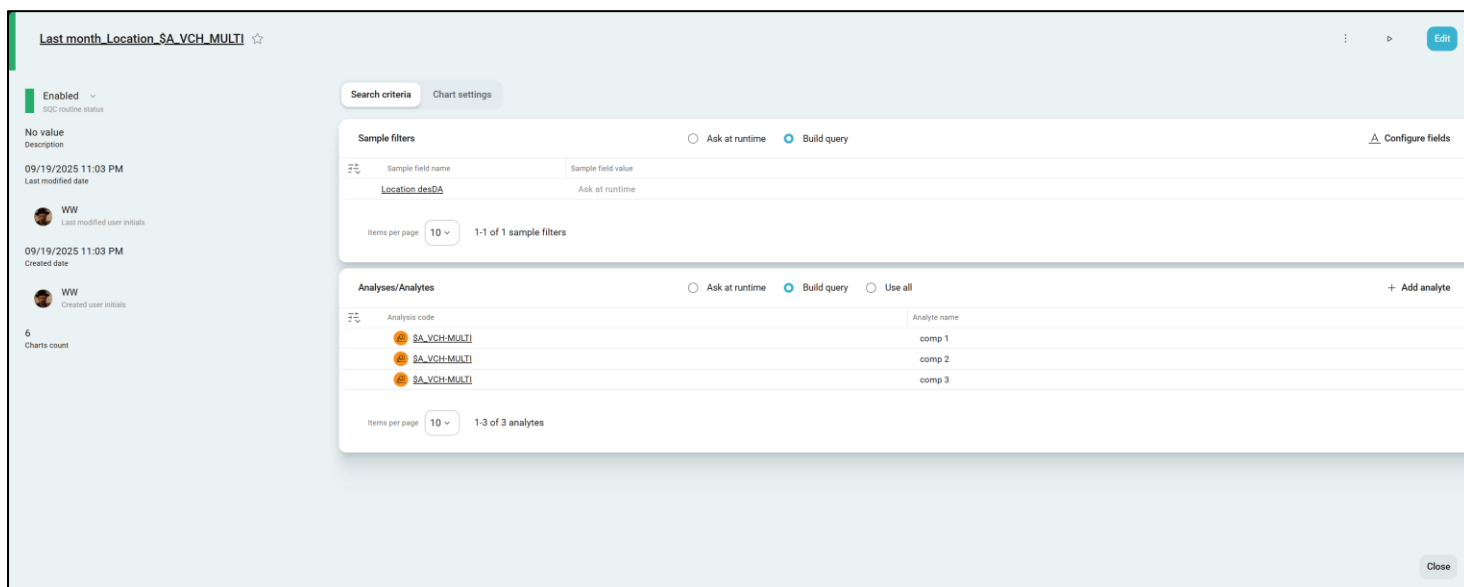 Last month_Location_$A_VCH_MULTI
Edit
Enabled
SQC routine status
No value
Description
09/19/2025 11:03 PM
Last modified date
WW
Last modified user initials
09/19/2025 11:03 PM
Created date
WW
Created user initials
6
Charts count
Search criteria Chart settings
Sample filters Ask at runtime Build query Configure fields
Sample field name Sample field value
Location desDA Ask at runtime
Items per page 10 1-1 of 1 sample filters
Analyses/Analytes Ask at runtime Build query Use all + Add analyte
Analysis code Analyte name
$A_VCH-MULTI comp 1
$A_VCH-MULTI comp 2
$A_VCH-MULTI comp 3
Items per page 10 1-3 of 3 analytes
Close